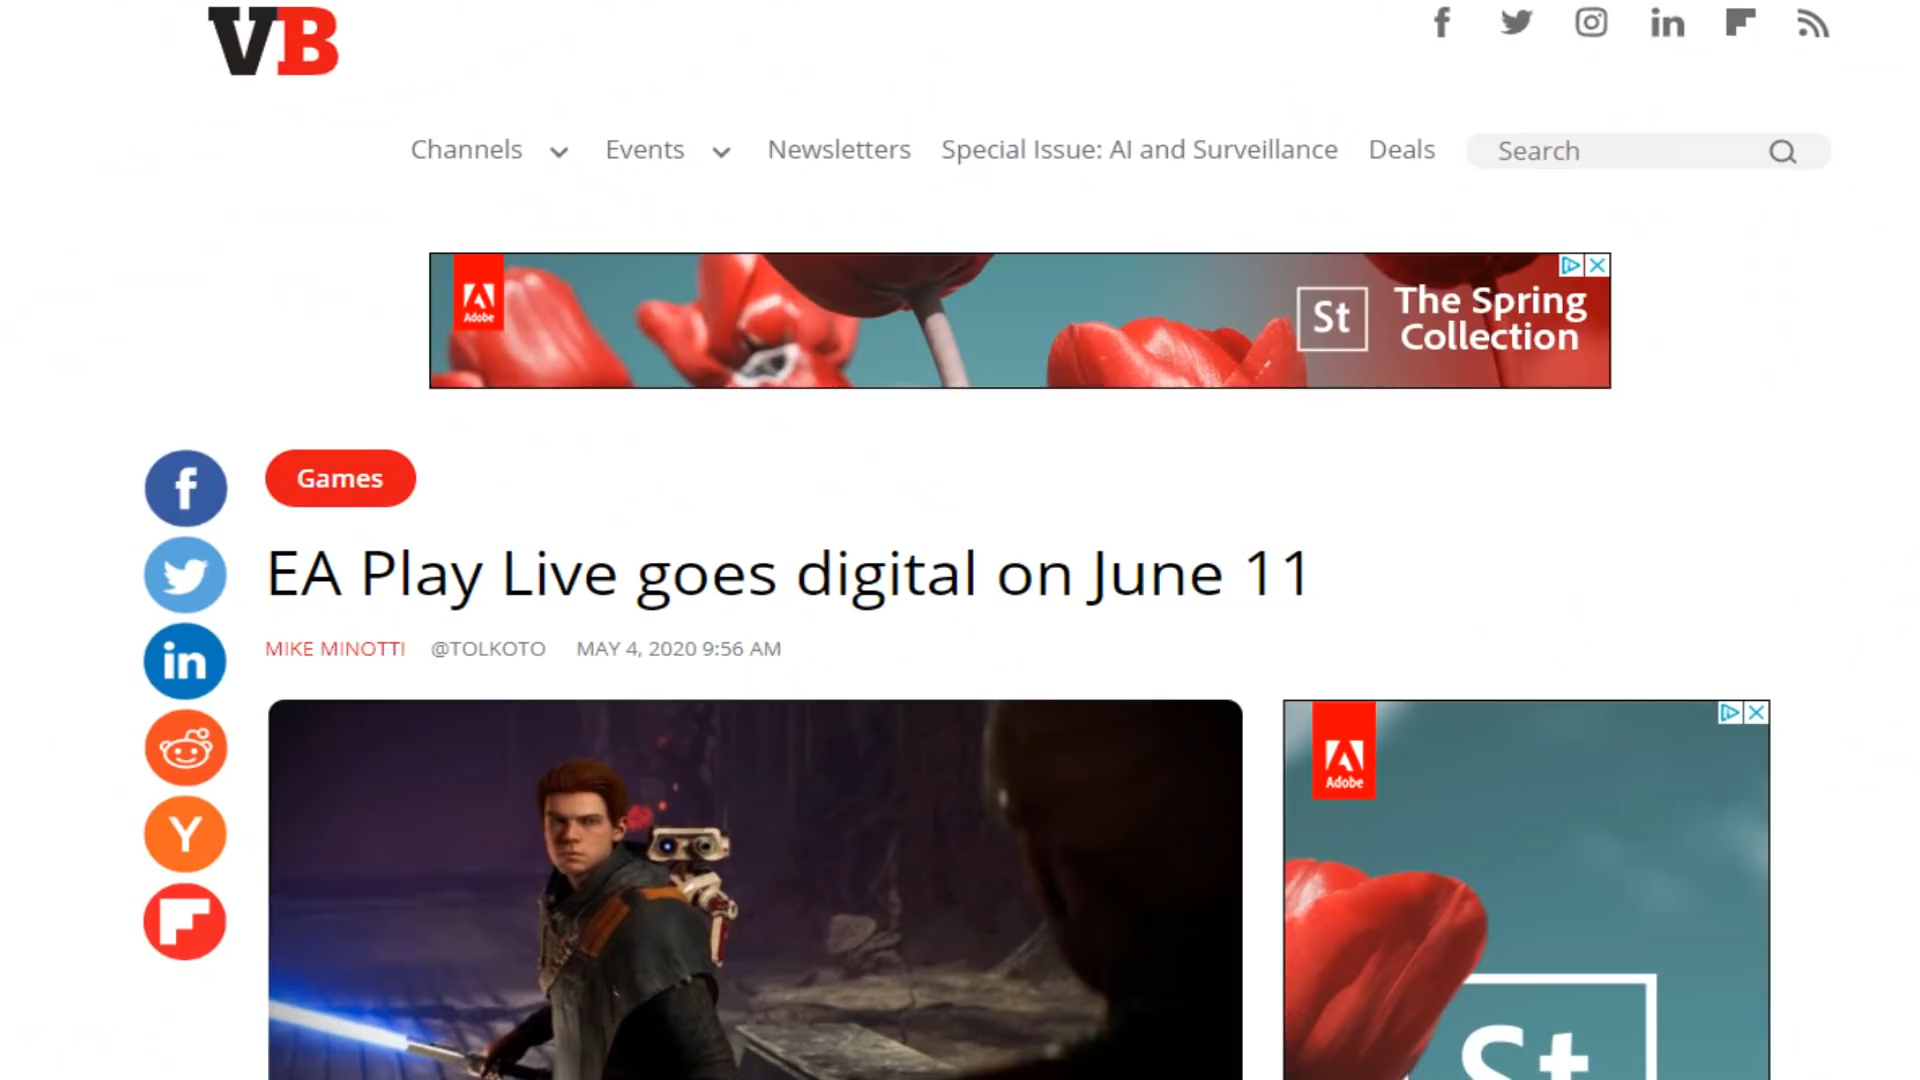 VB
Channels Events Newsletters Special Issue: AI and Surveillance Deals Search
Adobe
St
The Spring
Collection
Games
EA Play Live goes digital on June 11
MIKE MINOTTI @TOLKOTO MAY 4, 2020 9:56 AM
Adobe
St